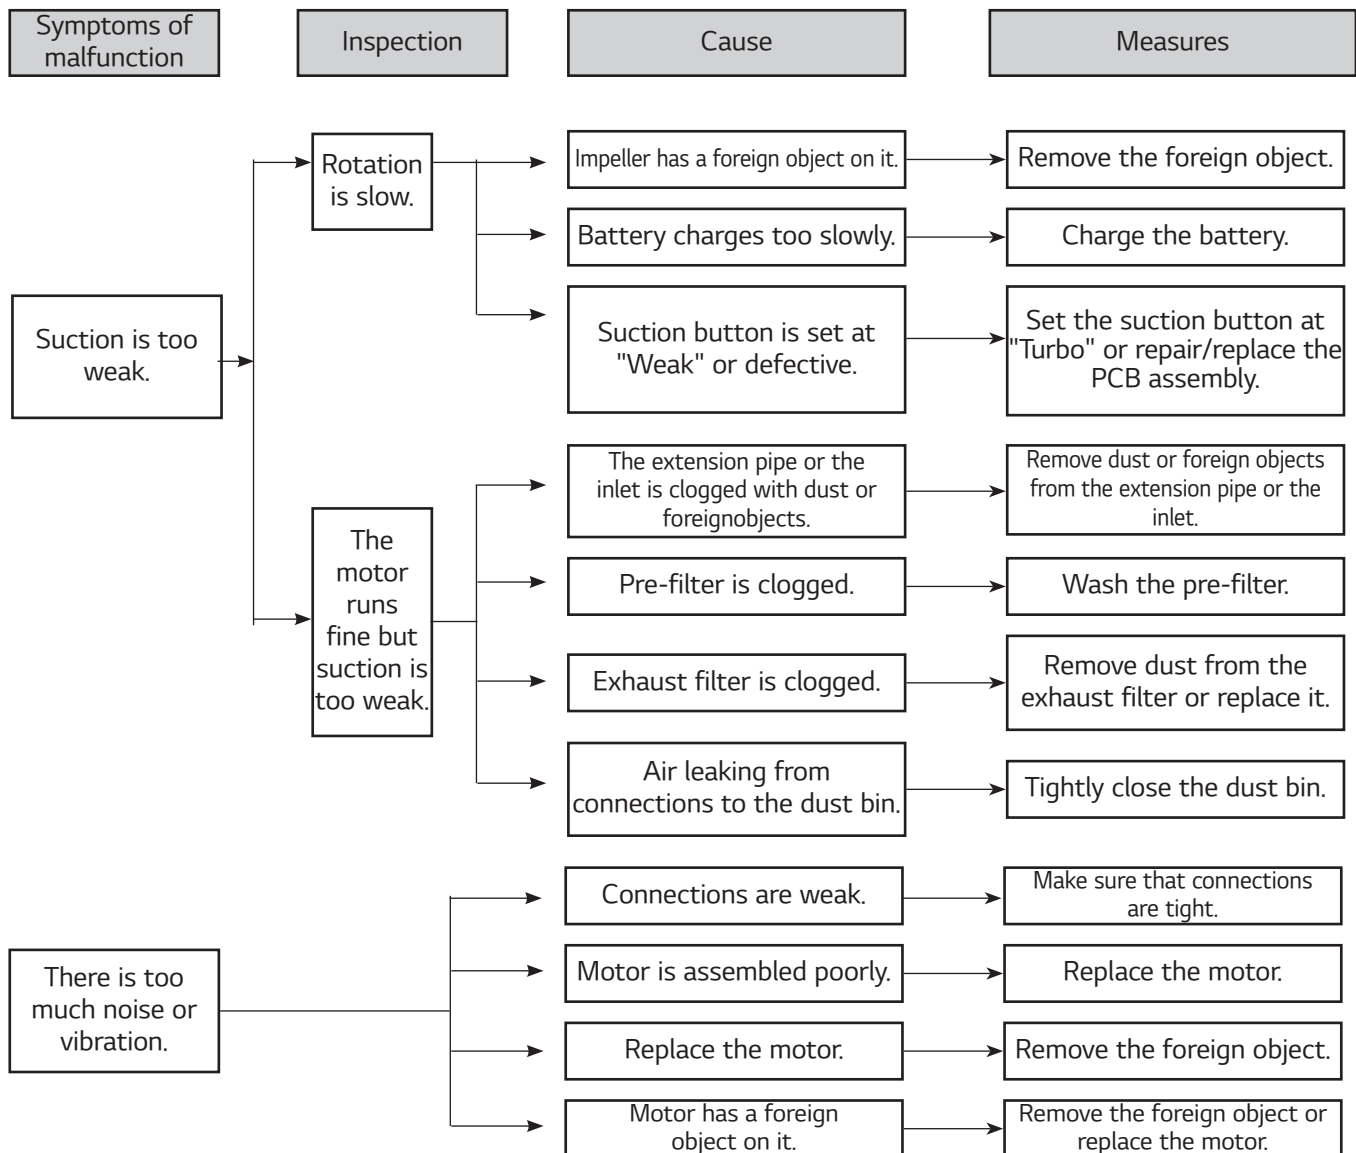 Symptoms of
malfunction
Inspection
Cause
Measures
Rotation
is slow.
Impeller has a foreign object on it.
Remove the foreign object.
Battery charges too slowly.
Charge the battery.
Suction is too
weak.
Suction button is set at
"Weak" or defective.
Set the suction button at
"Turbo" or repair/replace the
PCB assembly.
The
motor
runs
fine but
suction is
too weak.
The extension pipe or the
inlet is clogged with dust or
foreignobjects.
Remove dust or foreign objects
from the extension pipe or the
inlet.
Pre-filter is clogged.
Wash the pre-filter.
Exhaust filter is clogged.
Remove dust from the
exhaust filter or replace it.
Air leaking from
connections to the dust bin.
Tightly close the dust bin.
There is too
much noise or
vibration.
Connections are weak.
Make sure that connections
are tight.
Motor is assembled poorly.
Replace the motor.
Replace the motor.
Remove the foreign object.
Motor has a foreign
object on it.
Remove the foreign object or
replace the motor.